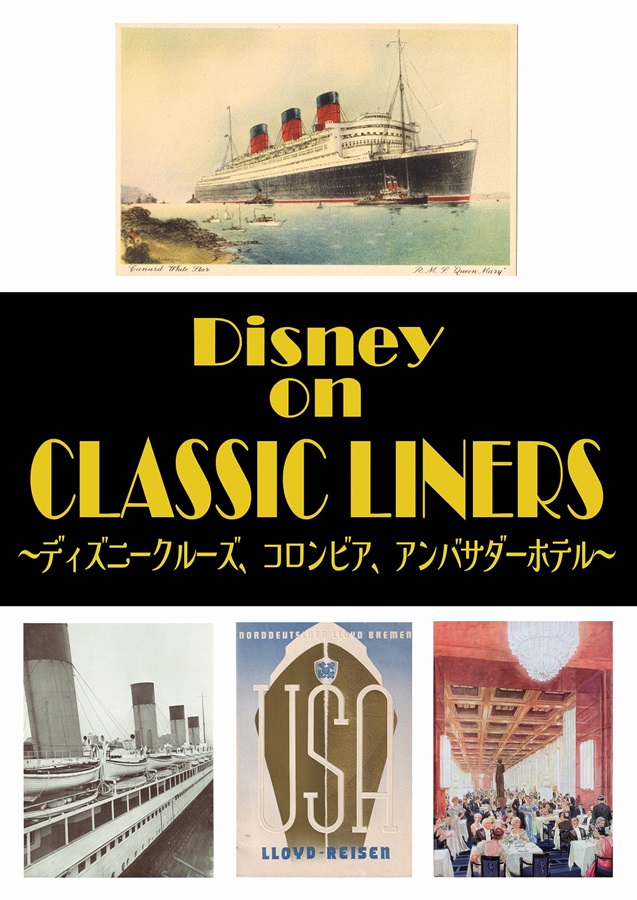 "Cunard White Star
R.M.S. "Queen Mary"
Disney
on
CLASSIC LINERS
～ディズニークルーズ、コロンビア、アンバサダーホテル～
NORDDEUTSCHER LLOYD BREMEN
USA
LLOYD-REISEN